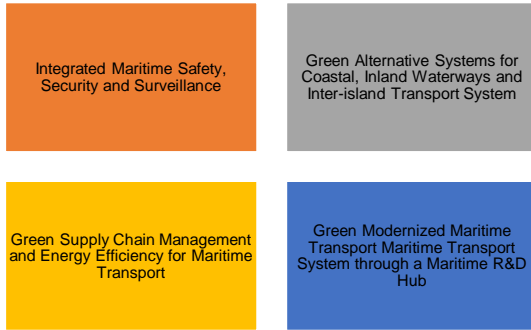 Integrated Maritime Safety,
Security and Surveillance
Green Alternative Systems for
Coastal, Inland Waterways and
Inter-island Transport System
Green Supply Chain Management
and Energy Efficiency for Maritime
Transport
Green Modernized Maritime
Transport Maritime Transport
System through a Maritime R&D
Hub